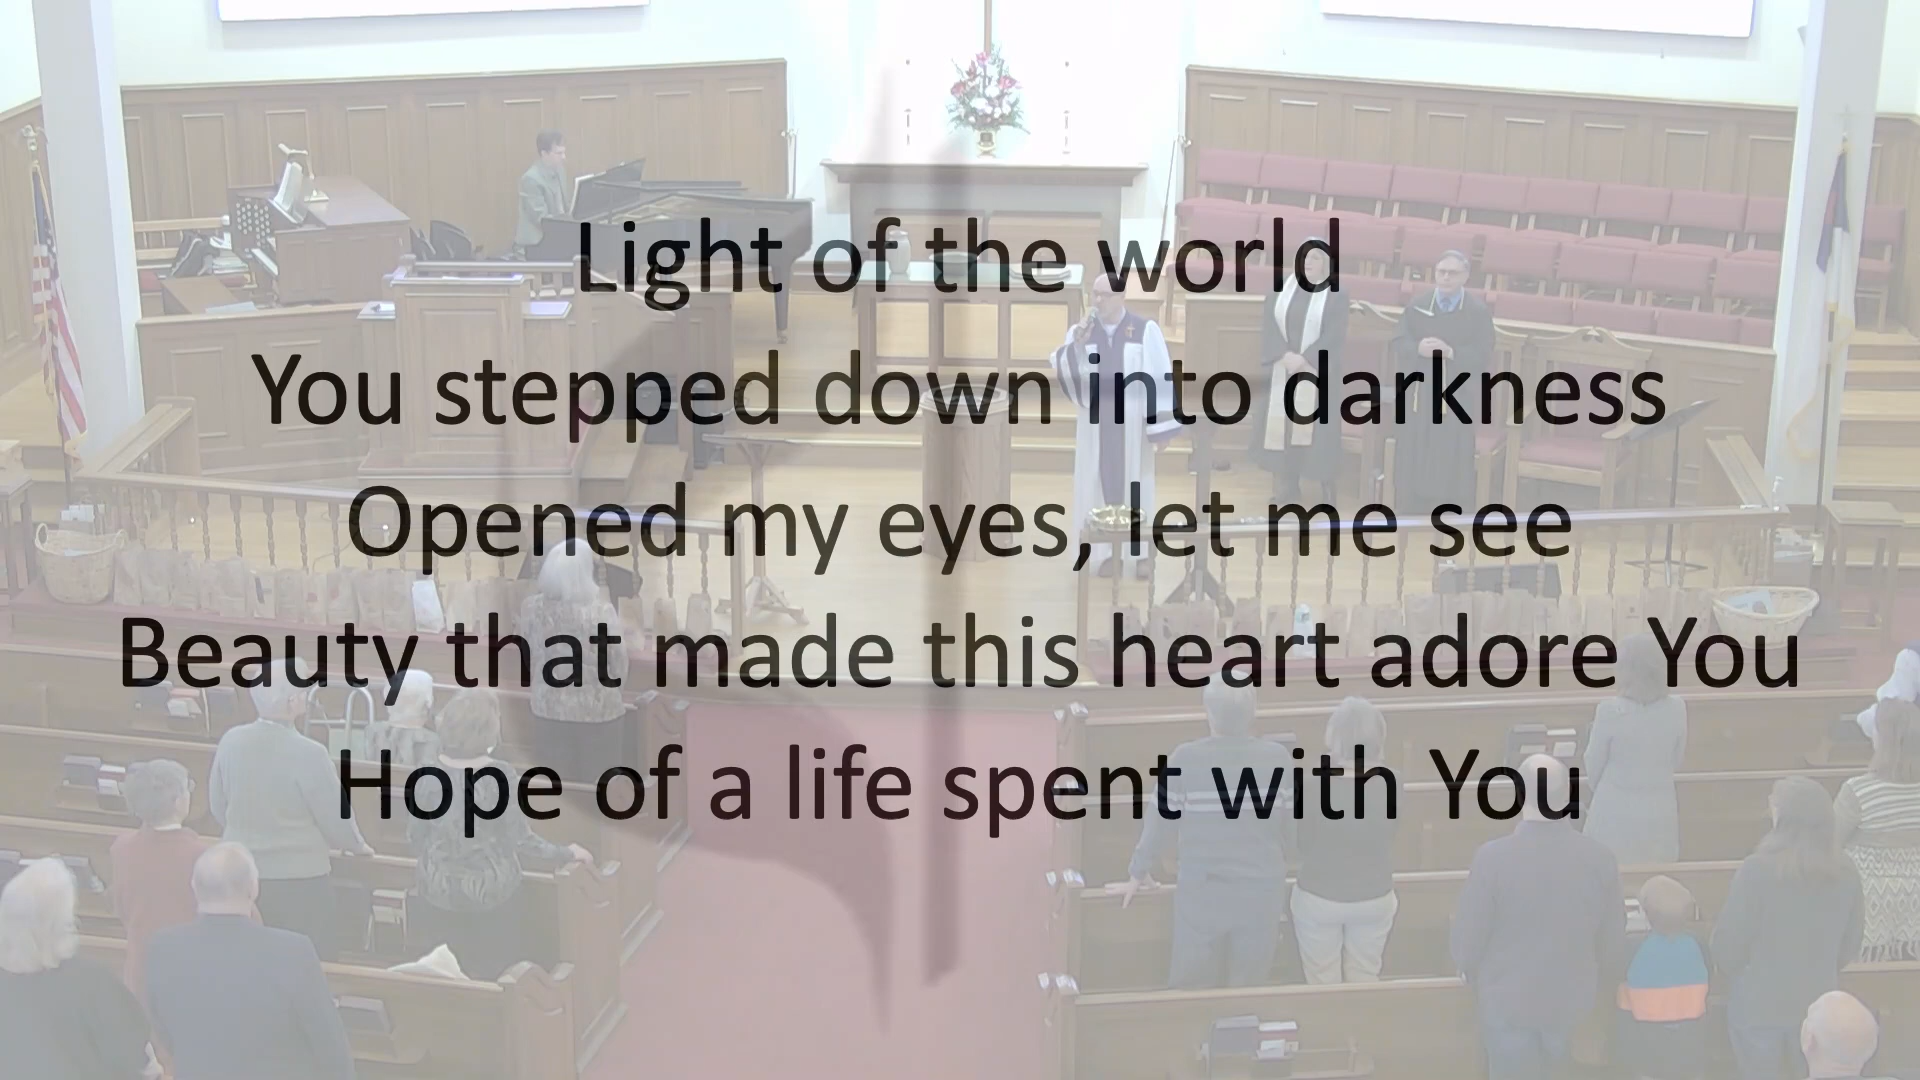 Light of the world
You stepped down into darkness
Opened my eyes, let me see
Beauty that made this heart adore You
Hope of a life spent with You